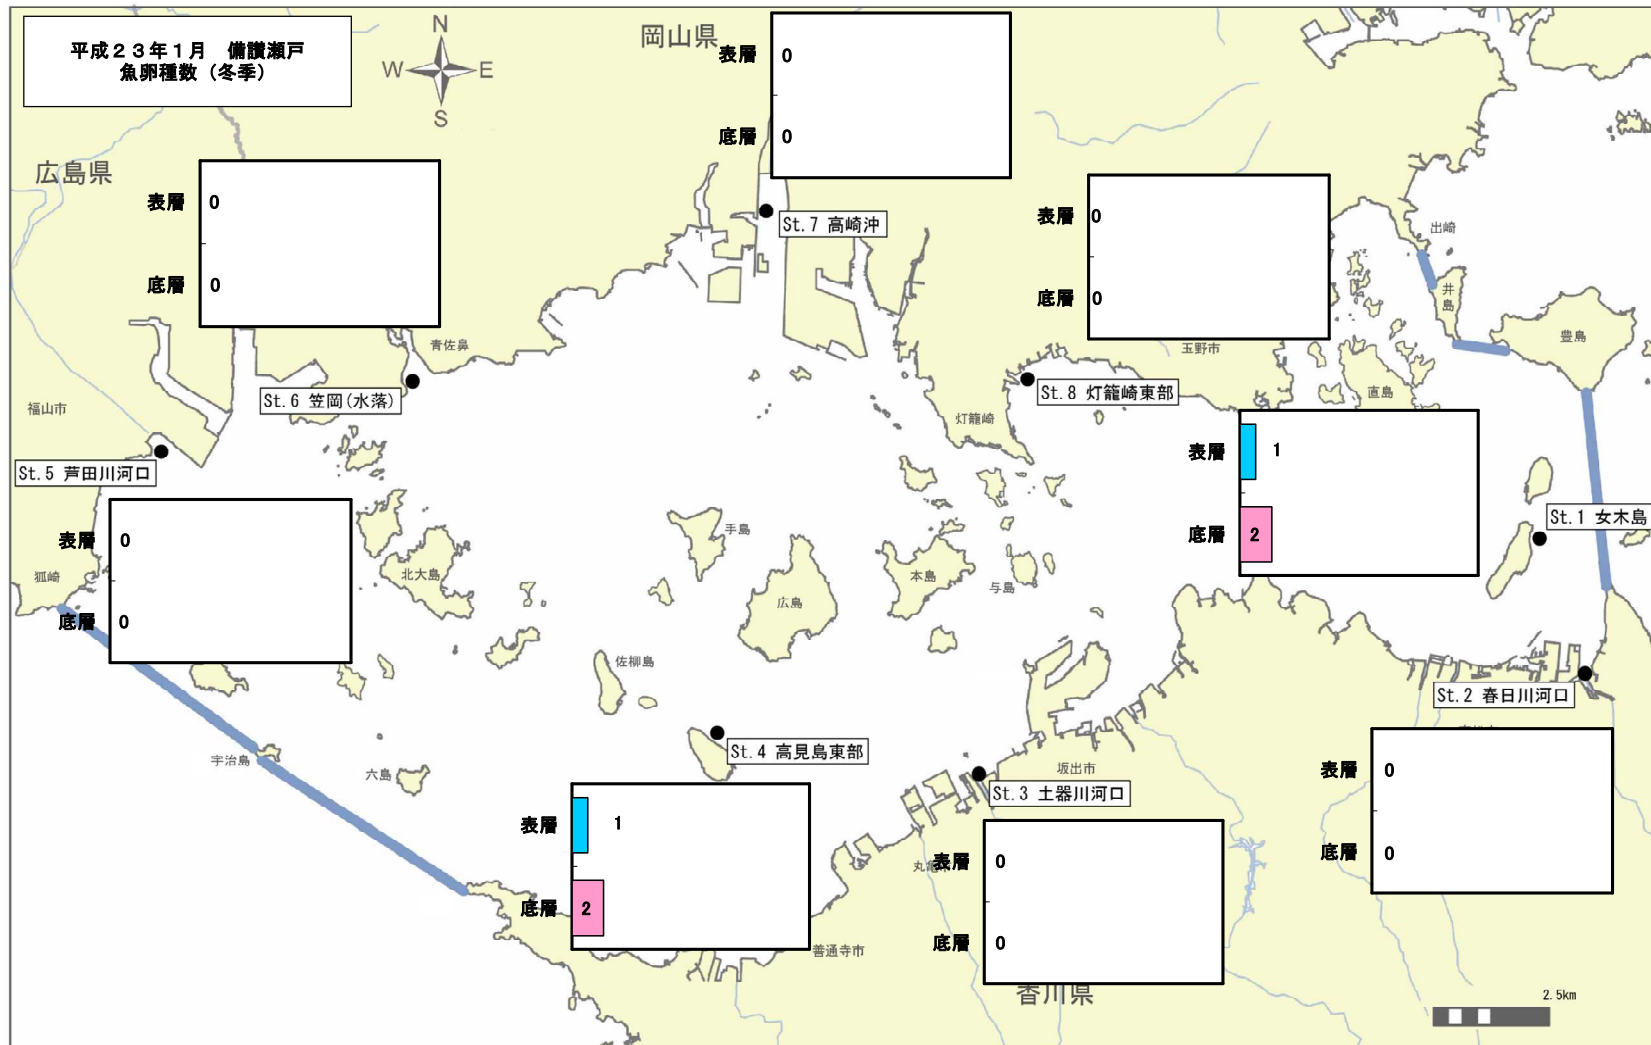 平成２３年１月　備讃瀬戸
魚卵種数（冬季）
N
W
E
S
岡山県
表層
0
底層
0
広島県
表層
0
底層
0
表層
0
底層
0
St.7 高崎沖
出崎
井島
豊島
玉野市
直島
青佐鼻
St.6 笠岡(水落)
St.8 灯籠崎東部
灯籠崎
福山市
St.5 芦田川河口
表層
1
底層
2
St.1 女木島
表層
0
底層
0
狐崎
北大島
手島
広島
本島
与島
佐柳島
St.2 春日川河口
宇治島
六島
St.4 高見島東部
坂出市
St.3 土器川河口
表層
0
底層
0
表層
1
底層
2
表層
0
底層
0
善通寺市
香川県
2.5km